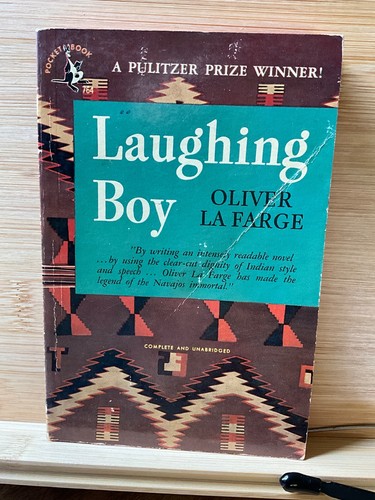 POCKET BOOK
764
A PULITZER PRIZE WINNER!
Laughing
Boy
OLIVER
LA FARGE
"By writing an intensely readable novel
...by using the clear-cut dignity of Indian style
and speech ... Oliver La Farge has made the
legend of the Navajos immortal."
COMPLETE AND UNABRIDGED